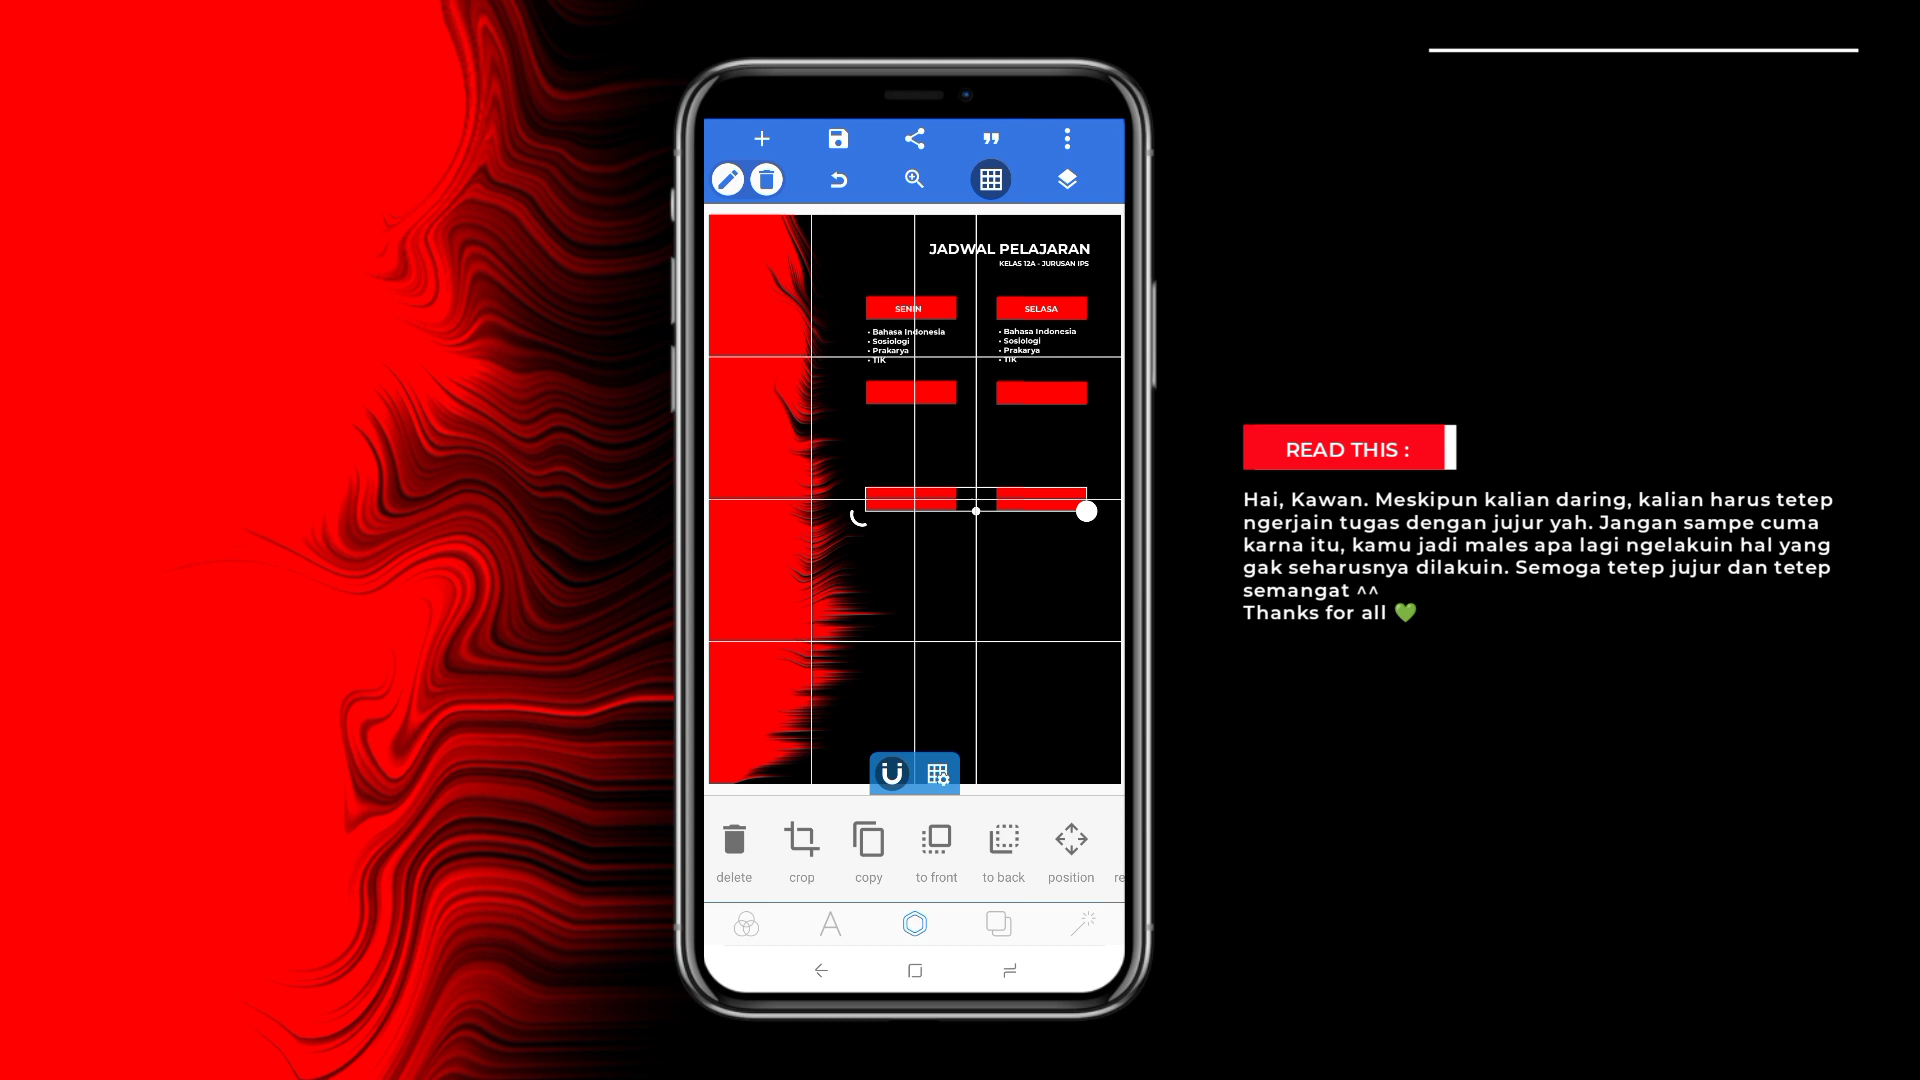 JADWAL PELAJARAN
KELAS 12A - JURUSAN IPS
SENIN
SELASA
• Bahasa Indonesia
• Sosiologi
• Prakarya
• TIK
• Bahasa Indonesia
• Sosiologi
• Prakarya
• TIK
delete
crop
copy
to front
to back
position
re
READ THIS :
Hai, Kawan. Meskipun kalian daring, kalian harus tetep
ngerjain tugas dengan jujur yah. Jangan sampe cuma
karna itu, kamu jadi males apa lagi ngelakuin hal yang
gak seharusnya dilakuin. Semoga tetep jujur dan tetep
semangat ^^
Thanks for all 💚